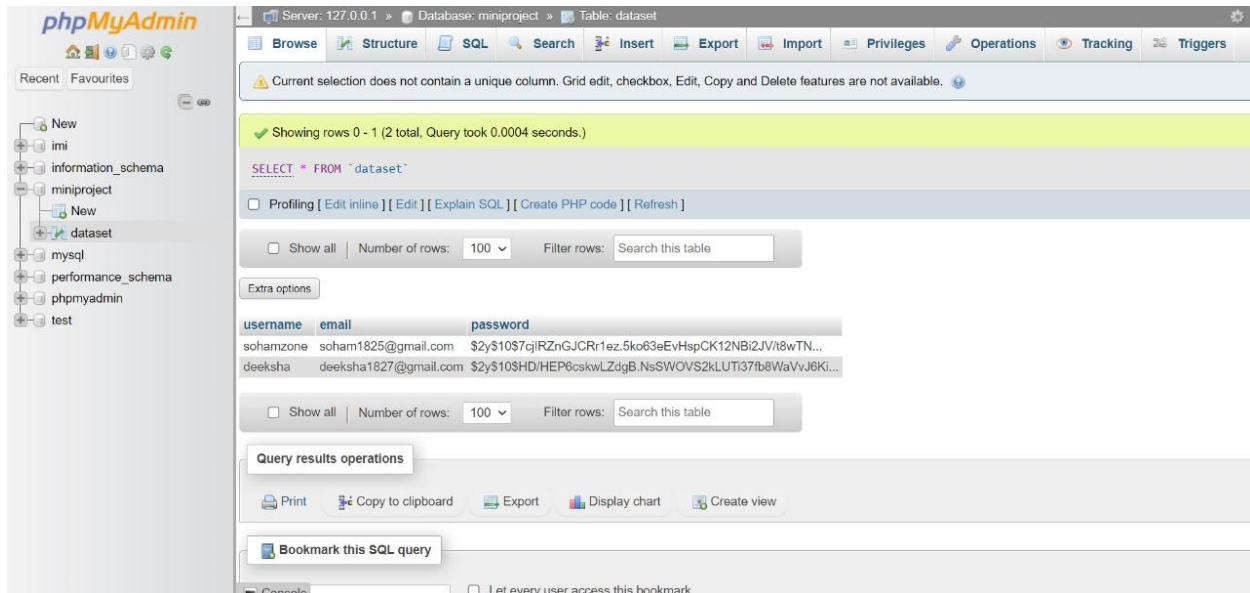 phpMyAdmin
Recent Favourites
New
imi
information_schema
miniproject
New
dataset
mysql
performance_schema
phpmyadmin
test
Server: 127.0.0.1 » Database: miniproject » Table: dataset
Browse Structure SQL Search Insert Export Import Privileges Operations Tracking Triggers
Current selection does not contain a unique column. Grid edit, checkbox, Edit, Copy and Delete features are not available.
Showing rows 0 - 1 (2 total, Query took 0.0004 seconds.)
SELECT * FROM `dataset`
Profiling [ Edit inline ] [ Edit ] [ Explain SQL ] [ Create PHP code ] [ Refresh ]
Show all | Number of rows: 100 Filter rows: Search this table
Extra options
username email password
sohamzone soham1825@gmail.com $2y$10$7cjIRZnGJCRr1ez.5ko63eEvHspCK12NBi2JV/t8wTN...
deeksha deeksha1827@gmail.com $2y$10$HD/HEP6cskwLZdgB.NsSWOVS2kLUTi37fb8WaVvJ6Ki...
Show all | Number of rows: 100 Filter rows: Search this table
Query results operations
Print Copy to clipboard Export Display chart Create view
Bookmark this SQL query
Console Let every user access this bookmark